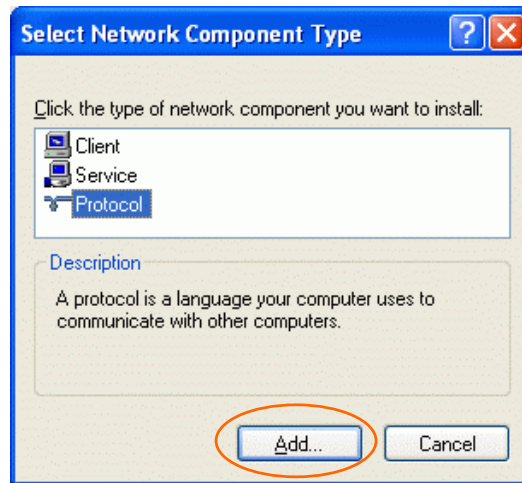 Select Network Component Type
Click the type of network component you want to install:
Client
Service
Protocol
Description
A protocol is a language your computer uses to
communicate with other computers.
Add...
Cancel